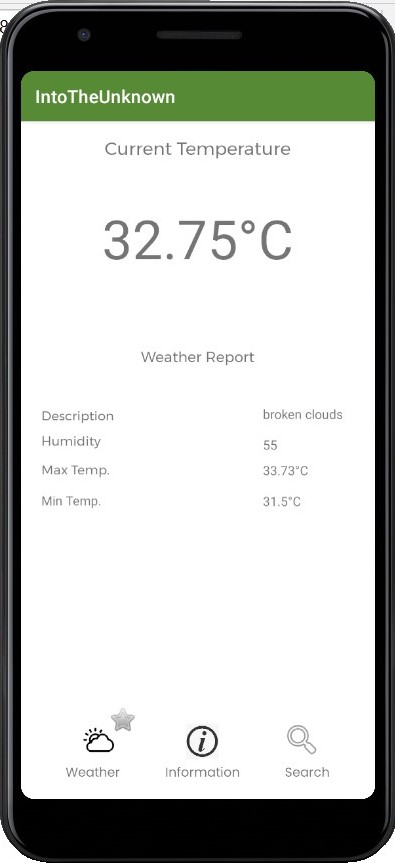 8
IntoTheUnknown
Current Temperature
32.75°C
Weather Report
Description broken clouds
Humidity 55
Max Temp. 33.73°C
Min Temp. 31.5°C
i
Weather Information Search